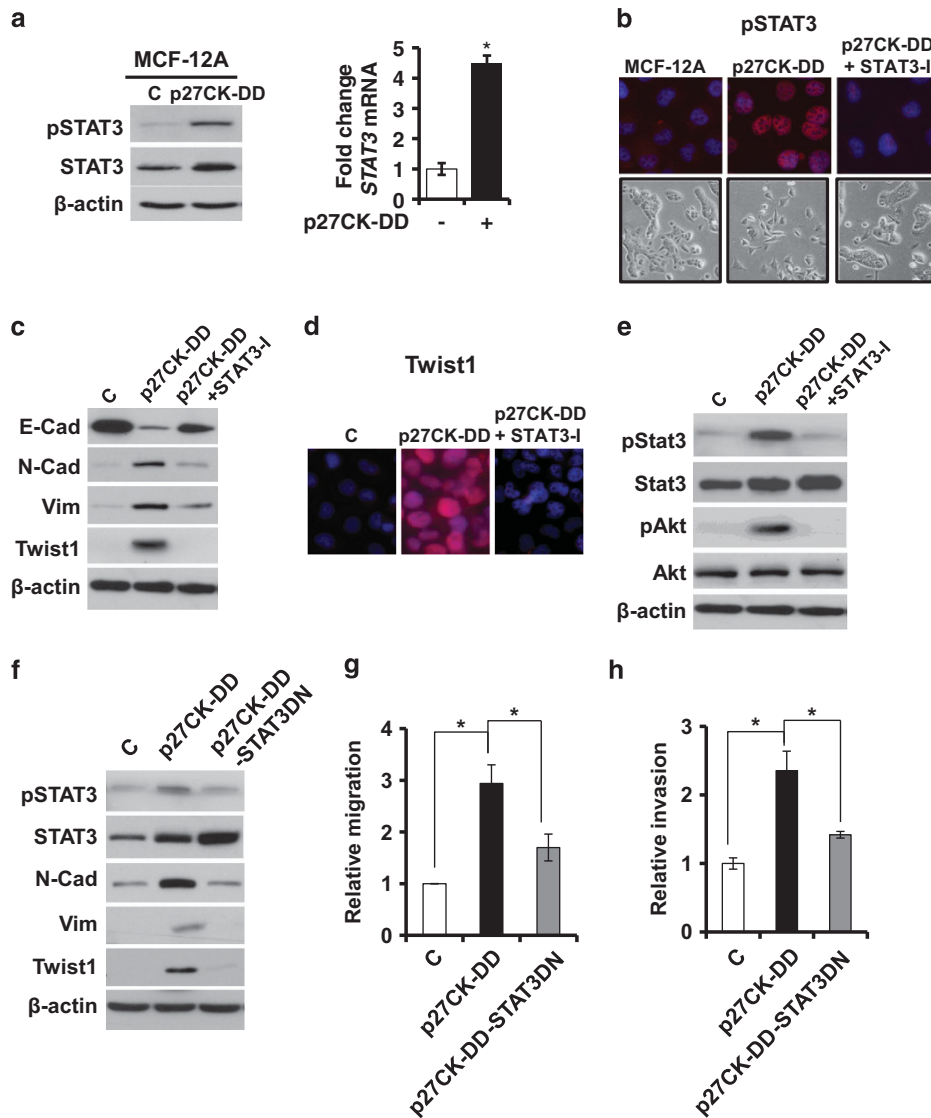 a
MCF-12A
C p27CK-DD
pSTAT3
STAT3
β-actin
Fold change
STAT3 mRNA
5
4
3
2
1
0
*
p27CK-DD - +
b
pSTAT3
MCF-12A p27CK-DD p27CK-DD
+ STAT3-I
c
C p27CK-DD p27CK-DD
+STAT3-I
E-Cad
N-Cad
Vim
Twist1
β-actin
d
Twist1
C p27CK-DD p27CK-DD
+ STAT3-I
e
C p27CK-DD p27CK-DD
+STAT3-I
pStat3
Stat3
pAkt
Akt
β-actin
f
C p27CK-DD p27CK-DD
-STAT3DN
pSTAT3
STAT3
N-Cad
Vim
Twist1
β-actin
g
Relative migration
4
3
2
1
0
* *
C p27CK-DD p27CK-DD-STAT3DN
h
Relative invasion
3
2
1
0
* *
C p27CK-DD p27CK-DD-STAT3DN